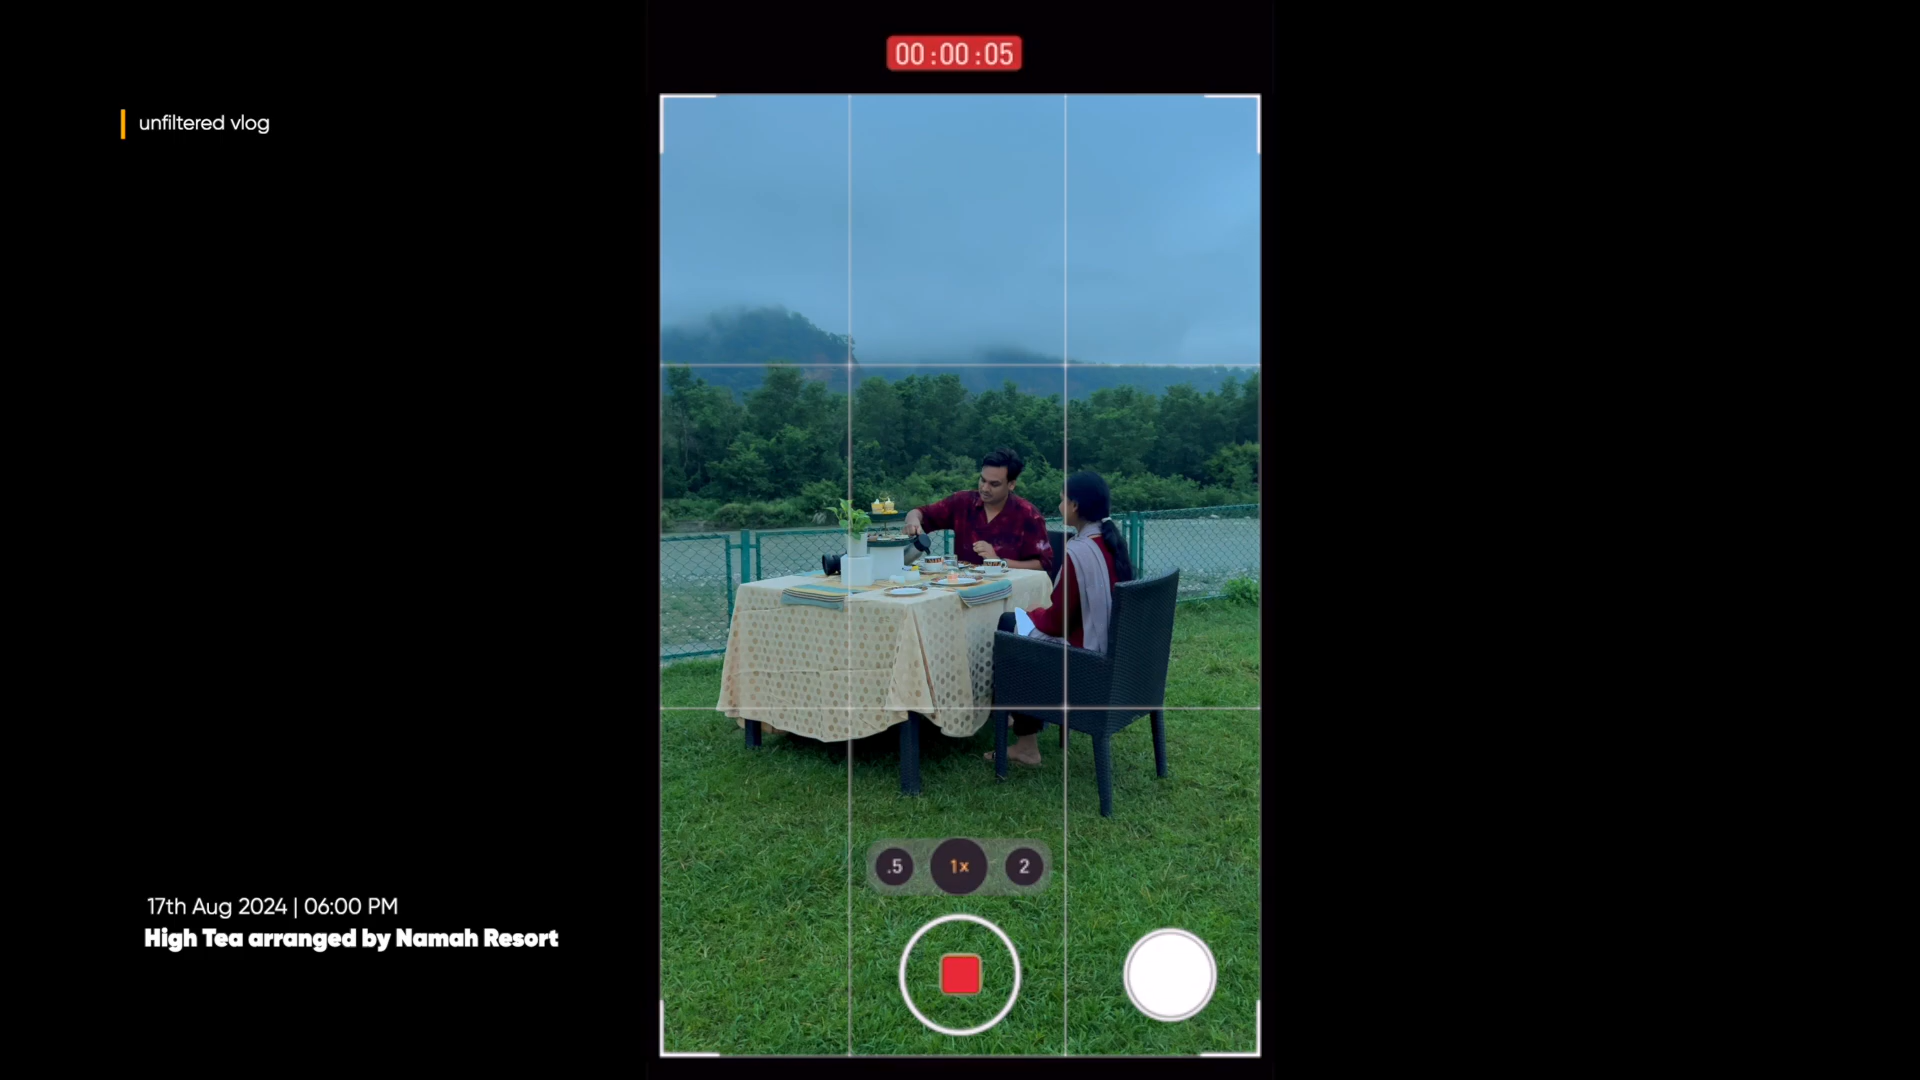 00:00:05
unfiltered vlog
.5
1x
2
17th Aug 2024 | 06:00 PM
High Tea arranged by Namah Resort